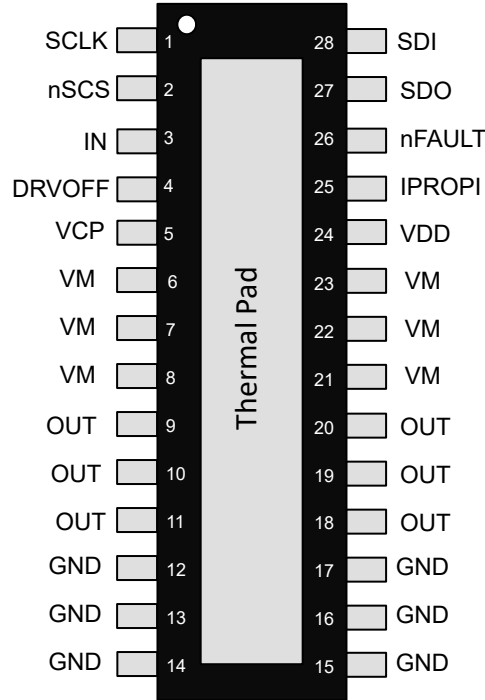 SCLK 1 28 SDI
nSCS 2 27 SDO
IN 3 26 nFAULT
DRVOFF 4 25 IPROPI
VCP 5 24 VDD
VM 6 23 VM
VM 7 22 VM
VM 8 21 VM
OUT 9 20 OUT
OUT 10 19 OUT
OUT 11 18 OUT
GND 12 17 GND
GND 13 16 GND
GND 14 15 GND
Thermal Pad